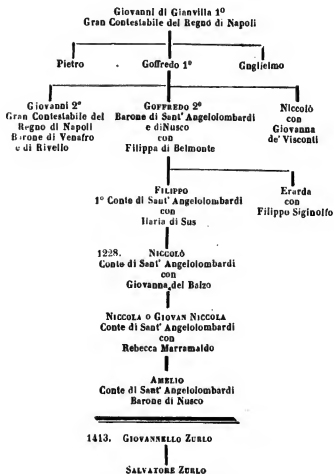 Giovanni di Gianvilla 1º
Gran Contestabile del Regno di Napoli
Pietro
Goffredo 1º
Guglielmo
Giovanni 2º
Gran Contestabile del
Regno di Napoli
Barone di Venafro
e di Rivello
GOFFREDO 2º
Barone di Sant' Angelolombardi
e di Nusco
con
Filippa di Belmonte
Niccolò
con
Giovanna
de' Visconti
FILIPPO
1º Conte di Sant' Angelolombardi
con
Ilaria di Sus
Erarda
con
Filippo Siginolfo
1228. NICCOLÒ
Conte di Sant' Angelolombardi
con
Giovanna del Balzo
NICCOLA O GIOVAN NICCOLA
Conte di Sant' Angelolombardi
con
Rebecca Marramaldo
AMELIO
Conte di Sant' Angelolombardi
Barone di Nusco
1413. GIOVANNELLO ZURLO
SALVATORE ZURLO